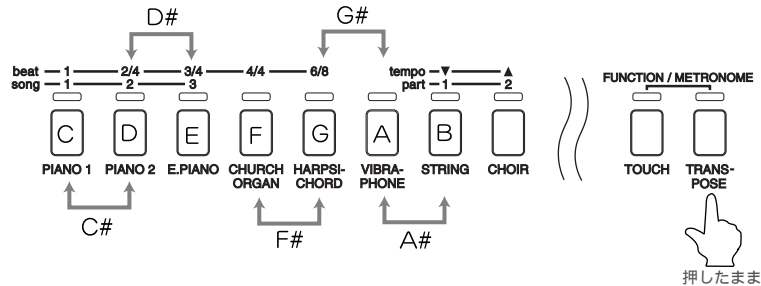 D#
G#
beat 1 2/4 3/4 4/4 6/8 tempo ▼ ▲
song 1 2 3 part 1 2
FUNCTION / METRONOME
C D E F G A B
PIANO 1 PIANO 2 E.PIANO CHURCH ORGAN HARPSI-CHORD VIBRA-PHONE STRING CHOIR TOUCH TRANS-POSE
C#
F#
A#
押したまま